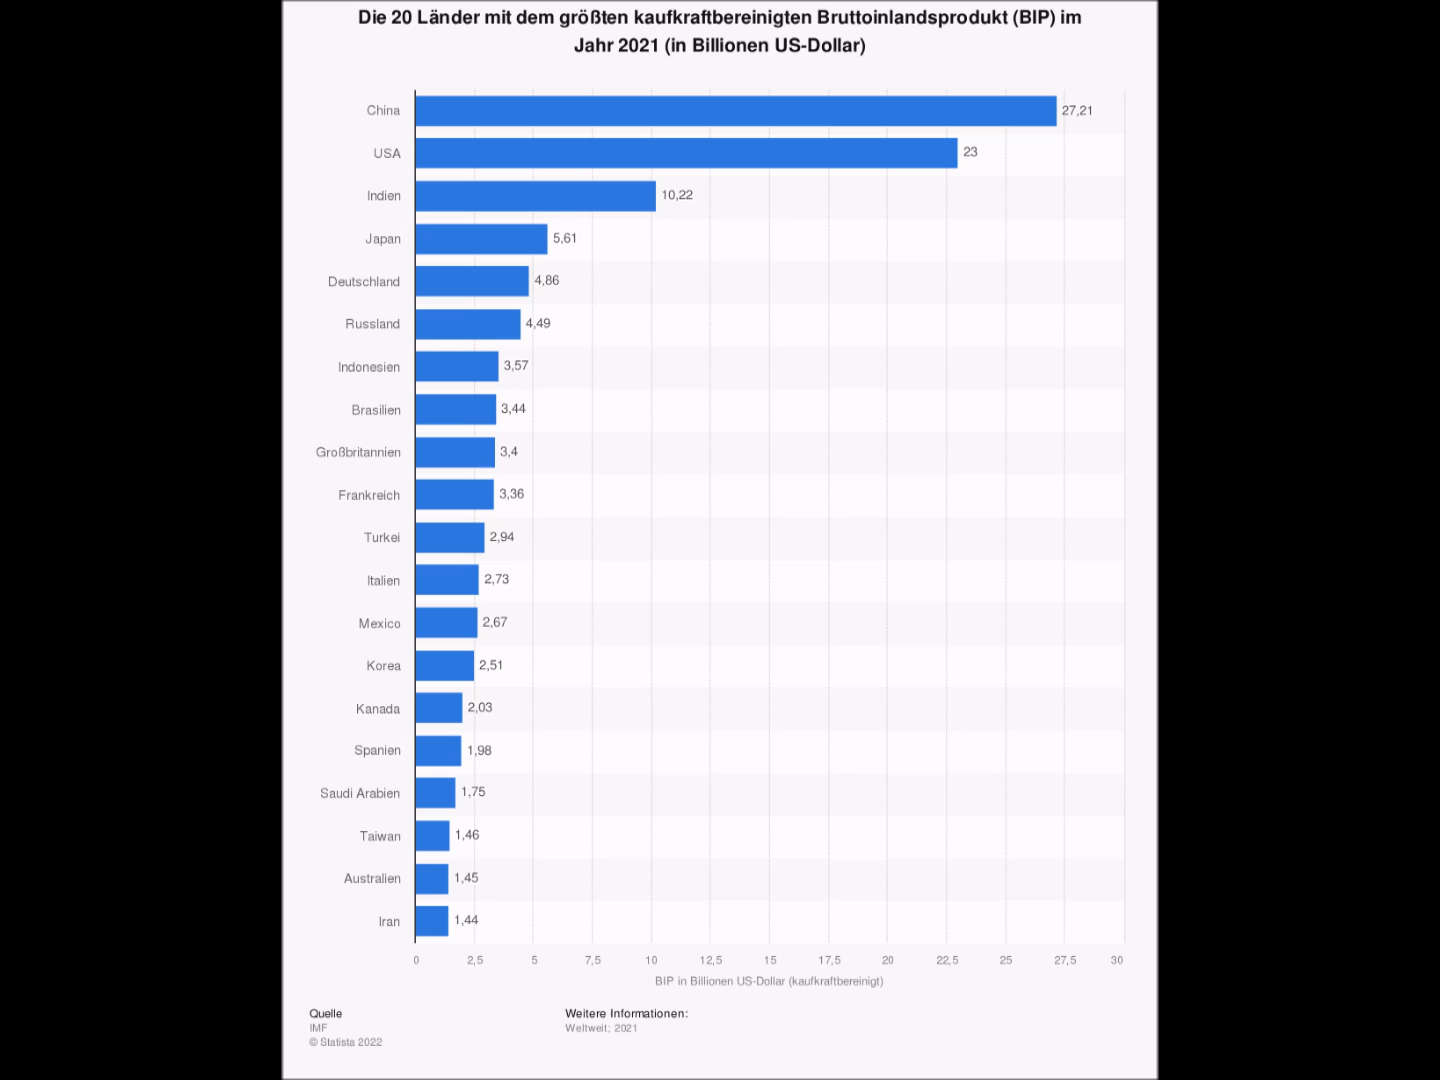 Die 20 Länder mit dem größten kaufkraftbereinigten Bruttoinlandsprodukt (BIP) im
Jahr 2021 (in Billionen US-Dollar)
China 27,21
USA 23
Indien 10,22
Japan 5,61
Deutschland 4,86
Russland 4,49
Indonesien 3,57
Brasilien 3,44
Großbritannien 3,4
Frankreich 3,36
Turkei 2,94
Italien 2,73
Mexico 2,67
Korea 2,51
Kanada 2,03
Spanien 1,98
Saudi Arabien 1,75
Taiwan 1,46
Australien 1,45
Iran 1,44
0 2,5 5 7,5 10 12,5 15 17,5 20 22,5 25 27,5 30
BIP in Billionen US-Dollar (kaufkraftbereinigt)
Quelle
IMF
© Statista 2022
Weitere Informationen:
Weltweit; 2021